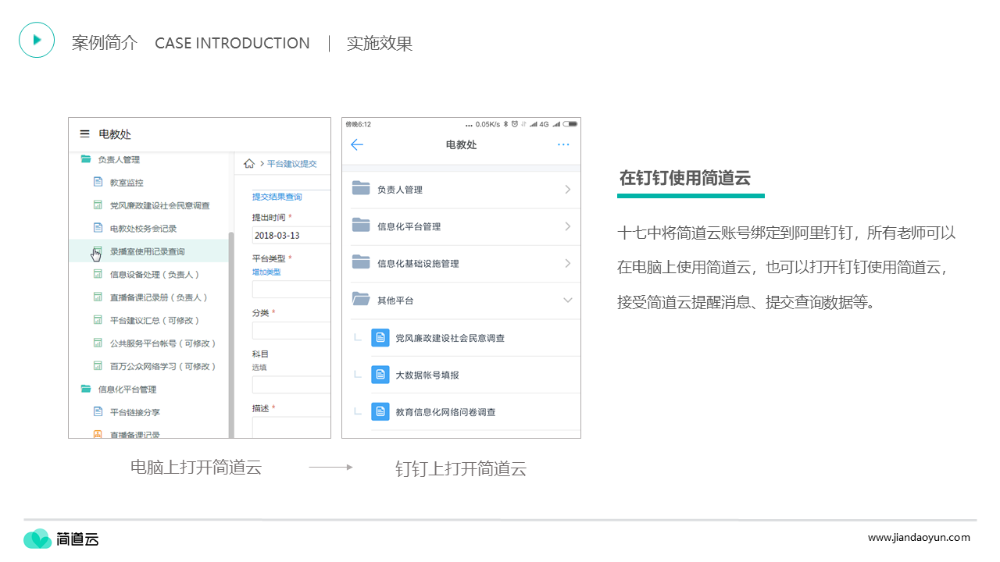 案例简介 CASE INTRODUCTION | 实施效果
电教处
负责人管理
教室监控
党风廉政建设社会民意调查
电教处校务会记录
录播室使用记录查询
信息设备处理（负责人）
直播备课记录册（负责人）
平台建议汇总（可修改）
公共服务平台帐号（可修改）
百万公众网络学习（可修改）
信息化平台管理
平台链接分享
直播备课记录
平台建议提交
提交结果查询
提出时间 *
2018-03-13
平台类型 *
增加类型
分类 *
科目
选填
描述 *
傍晚6:12
... 0.05K/s 4G
电教处
负责人管理
信息化平台管理
信息化基础设施管理
其他平台
党风廉政建设社会民意调查
大数据帐号填报
教育信息化网络问卷调查
电脑上打开简道云
钉钉上打开简道云
在钉钉使用简道云
十七中将简道云账号绑定到阿里钉钉，所有老师可以
在电脑上使用简道云，也可以打开钉钉使用简道云，
接受简道云提醒消息、提交查询数据等。
简道云
www.jiandaoyun.com